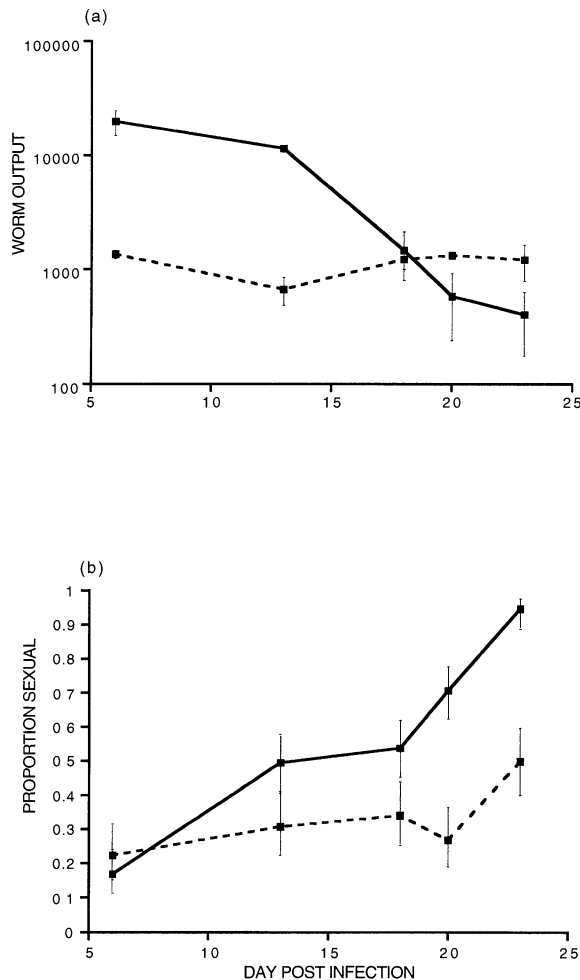 (a)
100000
10000
1000
100
WORM OUTPUT
5 10 15 20 25
(b)
1
0.9
0.8
0 7
0 6
0 5
0.4
0.3
0.2
0 1
0
PROPORTION SEXUAL
5 10 15 20 25
DAY POST INFECTION